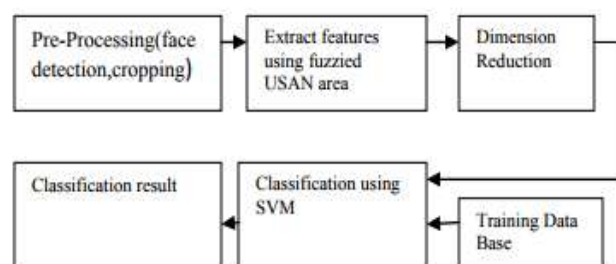 Pre-Processing(face
detection,cropping)
Extract features
using fuzzied
USAN area
Dimension
Reduction
Classification result
Classification using
SVM
Training Data
Base